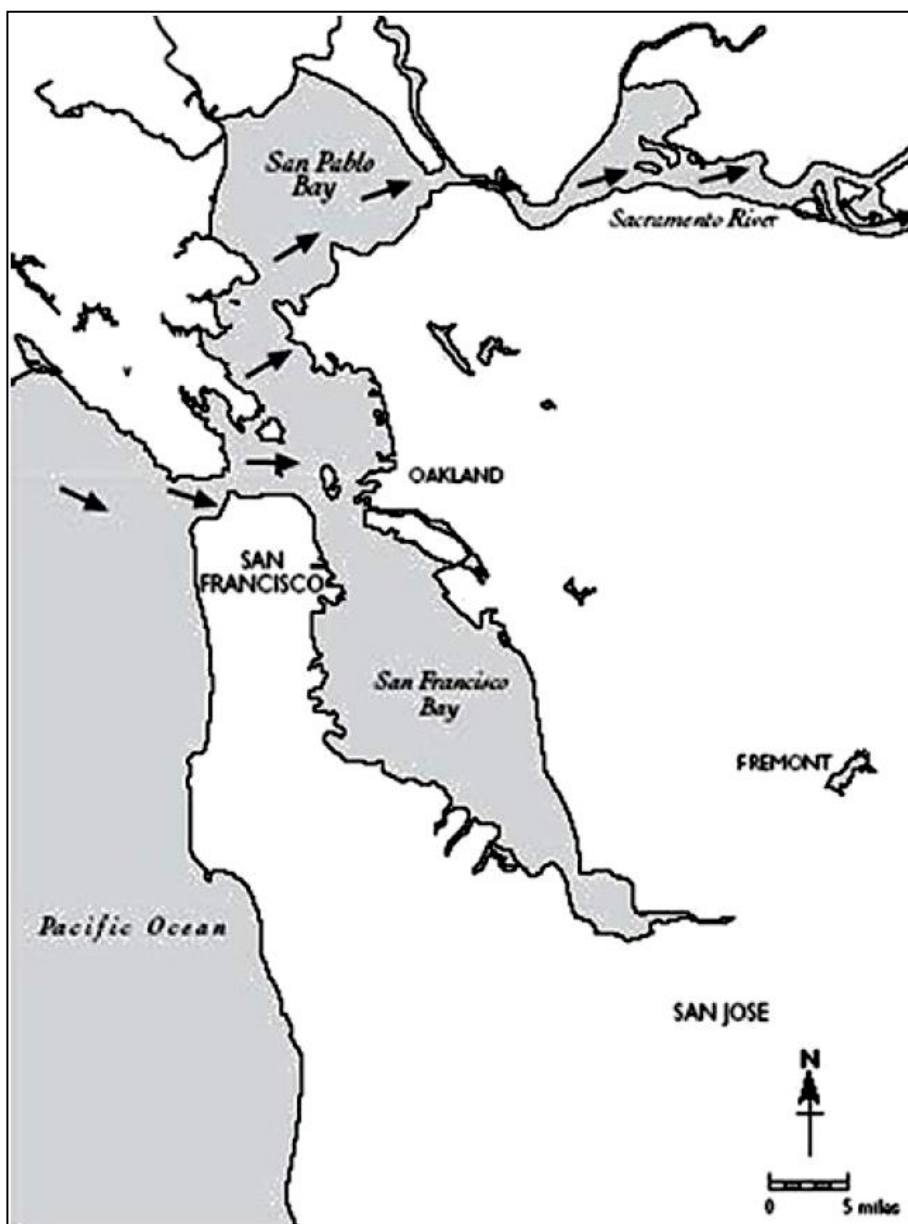 San Pablo
Bay
Sacramento River
OAKLAND
SAN
FRANCISCO
San Francisco
Bay
FREMONT
Pacific Ocean
SAN JOSE
N
0 5 miles